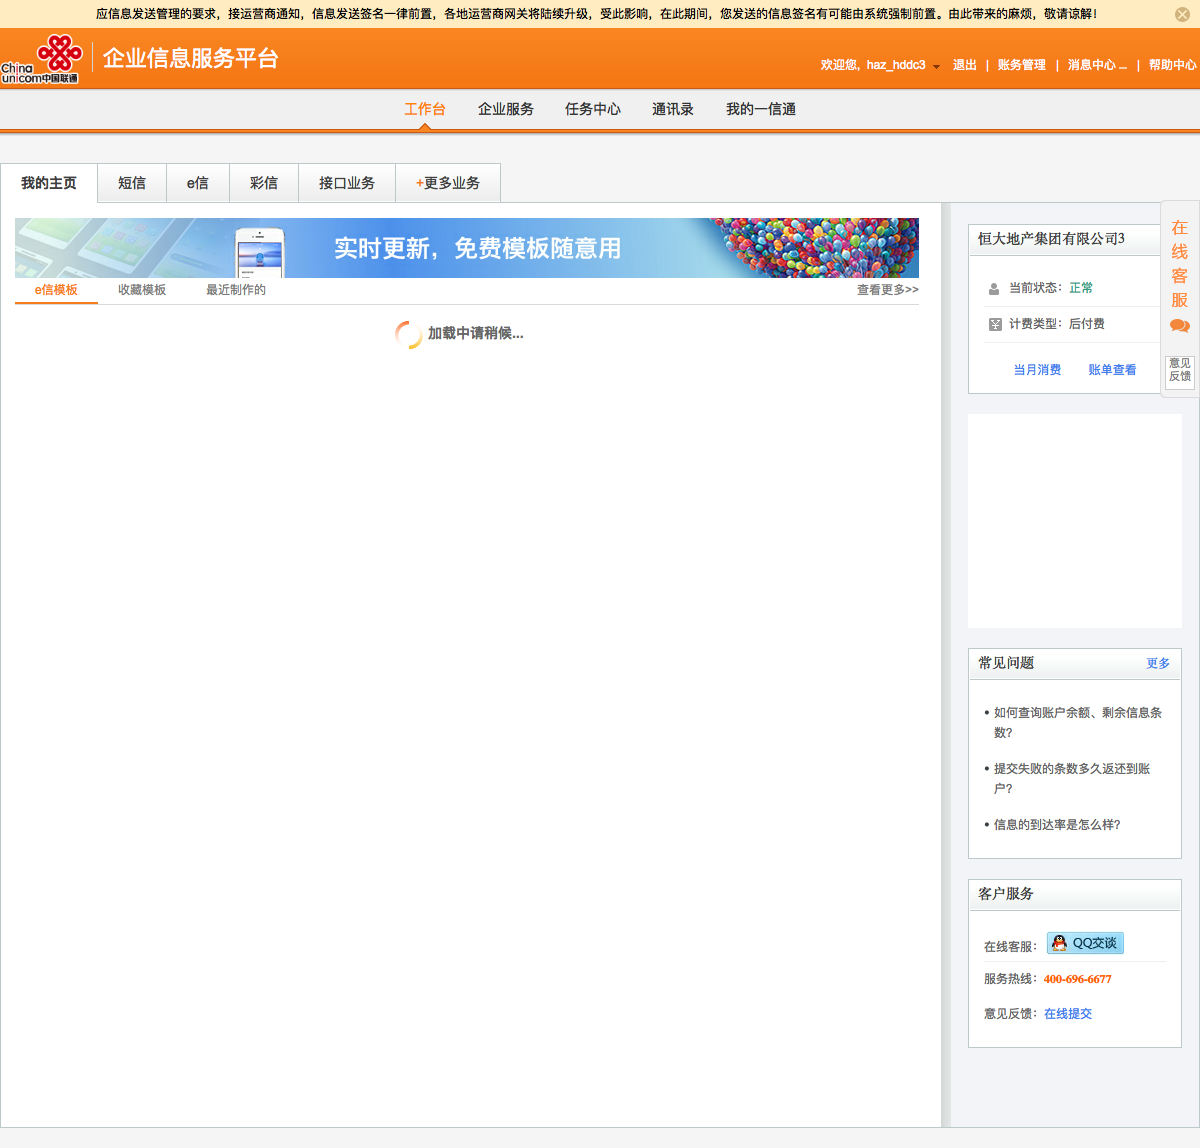 应信息发送管理的要求，接运营商通知，信息发送签名一律前置，各地运营商网关将陆续升级，受此影响，在此期间，您发送的信息签名有可能由系统强制前置。由此带来的麻烦，敬请谅解！
China
unicom中国联通
企业信息服务平台
欢迎您，haz_hddc3 退出 | 账务管理 | 消息中心 ... | 帮助中心
工作台 企业服务 任务中心 通讯录 我的一信通
我的主页 短信 e信 彩信 接口业务 +更多业务
实时更新，免费模板随意用
e信模板 收藏模板 最近制作的 查看更多>>
加载中请稍候...
恒大地产集团有限公司3
当前状态：正常
计费类型：后付费
当月消费 账单查看
在
线
客
服
意见
反馈
常见问题 更多
• 如何查询账户余额、剩余信息条
数?
• 提交失败的条数多久返还到账
户?
• 信息的到达率是怎么样?
客户服务
在线客服： QQ交谈
服务热线：400-696-6677
意见反馈：在线提交